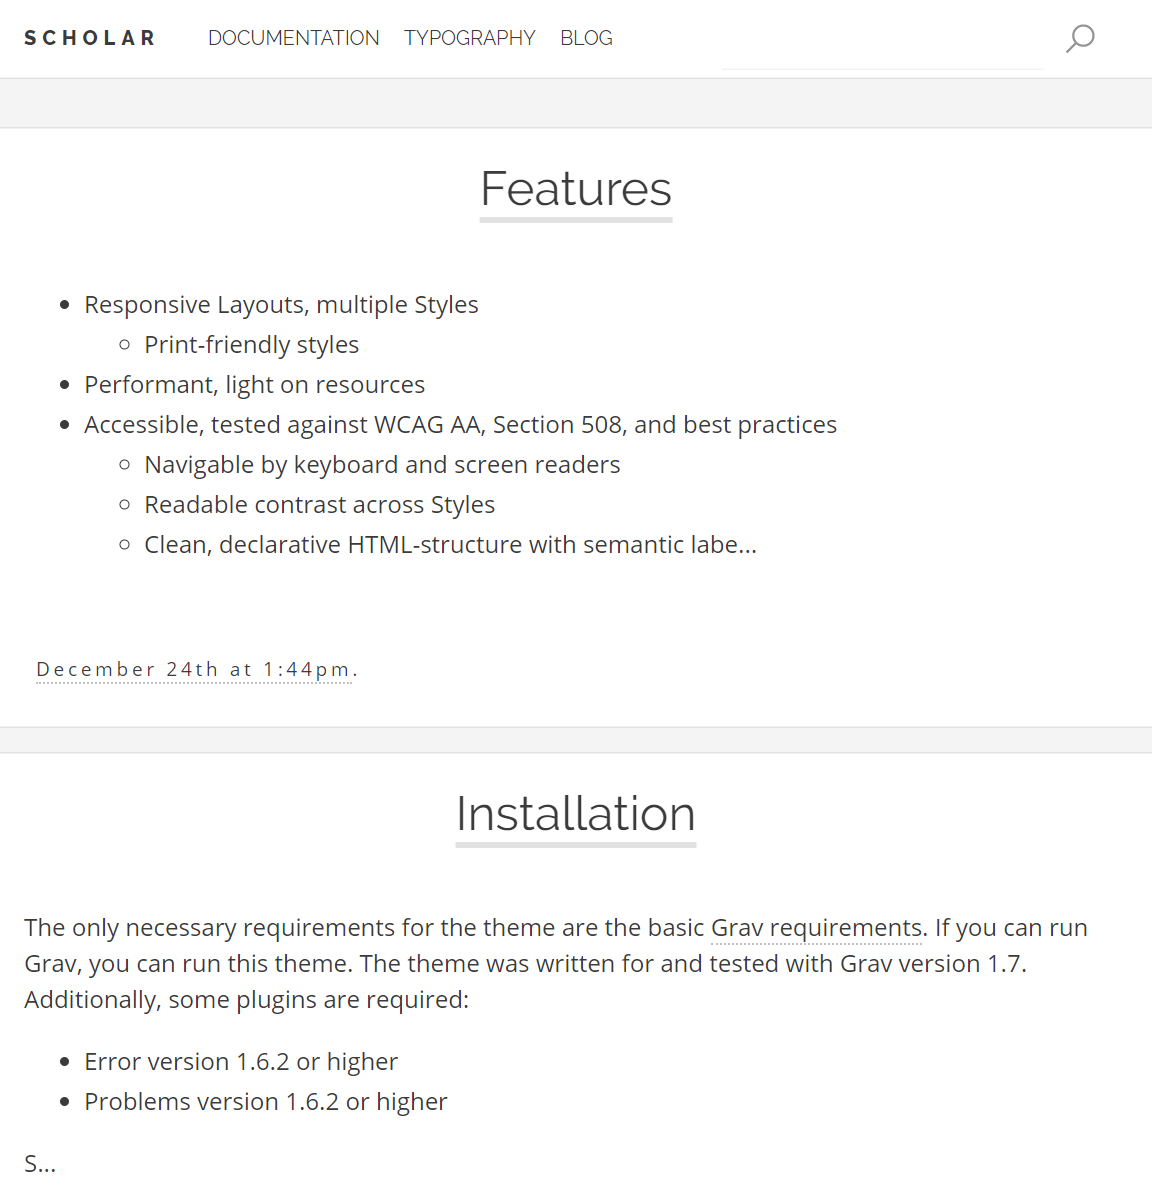 SCHOLAR DOCUMENTATION TYPOGRAPHY BLOG
Features
Responsive Layouts, multiple Styles
Print-friendly styles
Performant, light on resources
Accessible, tested against WCAG AA, Section 508, and best practices
Navigable by keyboard and screen readers
Readable contrast across Styles
Clean, declarative HTML-structure with semantic labe...
December 24th at 1:44pm.
Installation
The only necessary requirements for the theme are the basic Grav requirements. If you can run
Grav, you can run this theme. The theme was written for and tested with Grav version 1.7.
Additionally, some plugins are required:
Error version 1.6.2 or higher
Problems version 1.6.2 or higher
S...